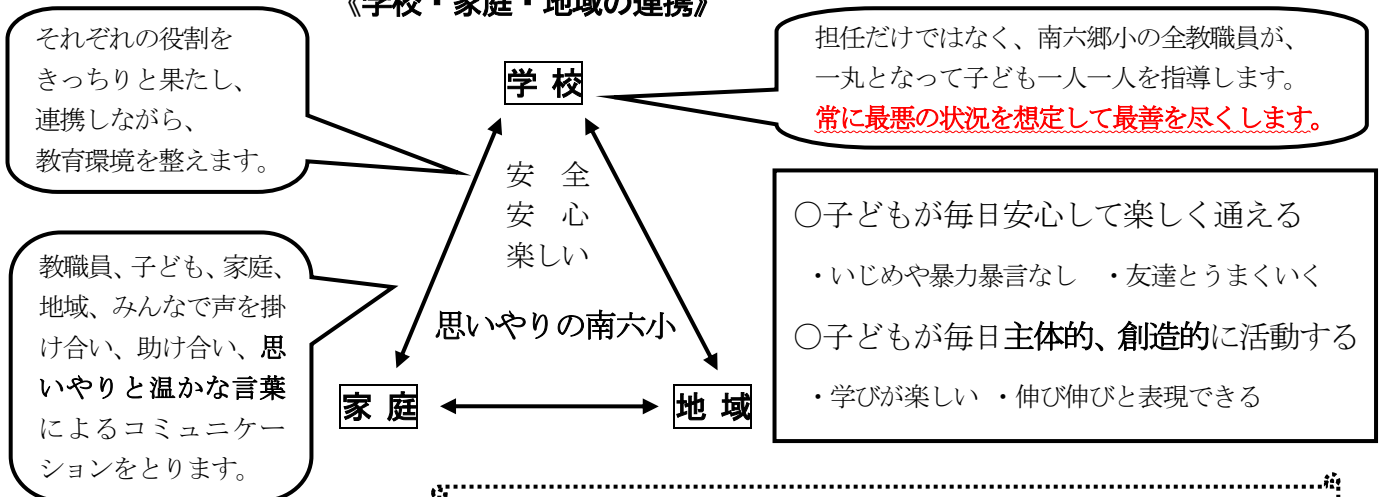 《学校・家庭・地域の連携》
それぞれの役割を
きっちりと果たし、
連携しながら、
教育環境を整えます。
学 校
担任だけではなく、南六郷小の全教職員が、
一丸となって子ども一人一人を指導します。
常に最悪の状況を想定して最善を尽くします。
安 全
安 心
楽しい
思いやりの南六小
教職員、子ども、家庭、
地域、みんなで声を掛
け合い、助け合い、思
いやりと温かな言葉
によるコミュニケー
ションをとります。
家 庭
地 域
○子どもが毎日安心して楽しく通える
・いじめや暴力暴言なし ・友達とうまくいく
○子どもが毎日主体的、創造的に活動する
・学びが楽しい ・伸び伸びと表現できる